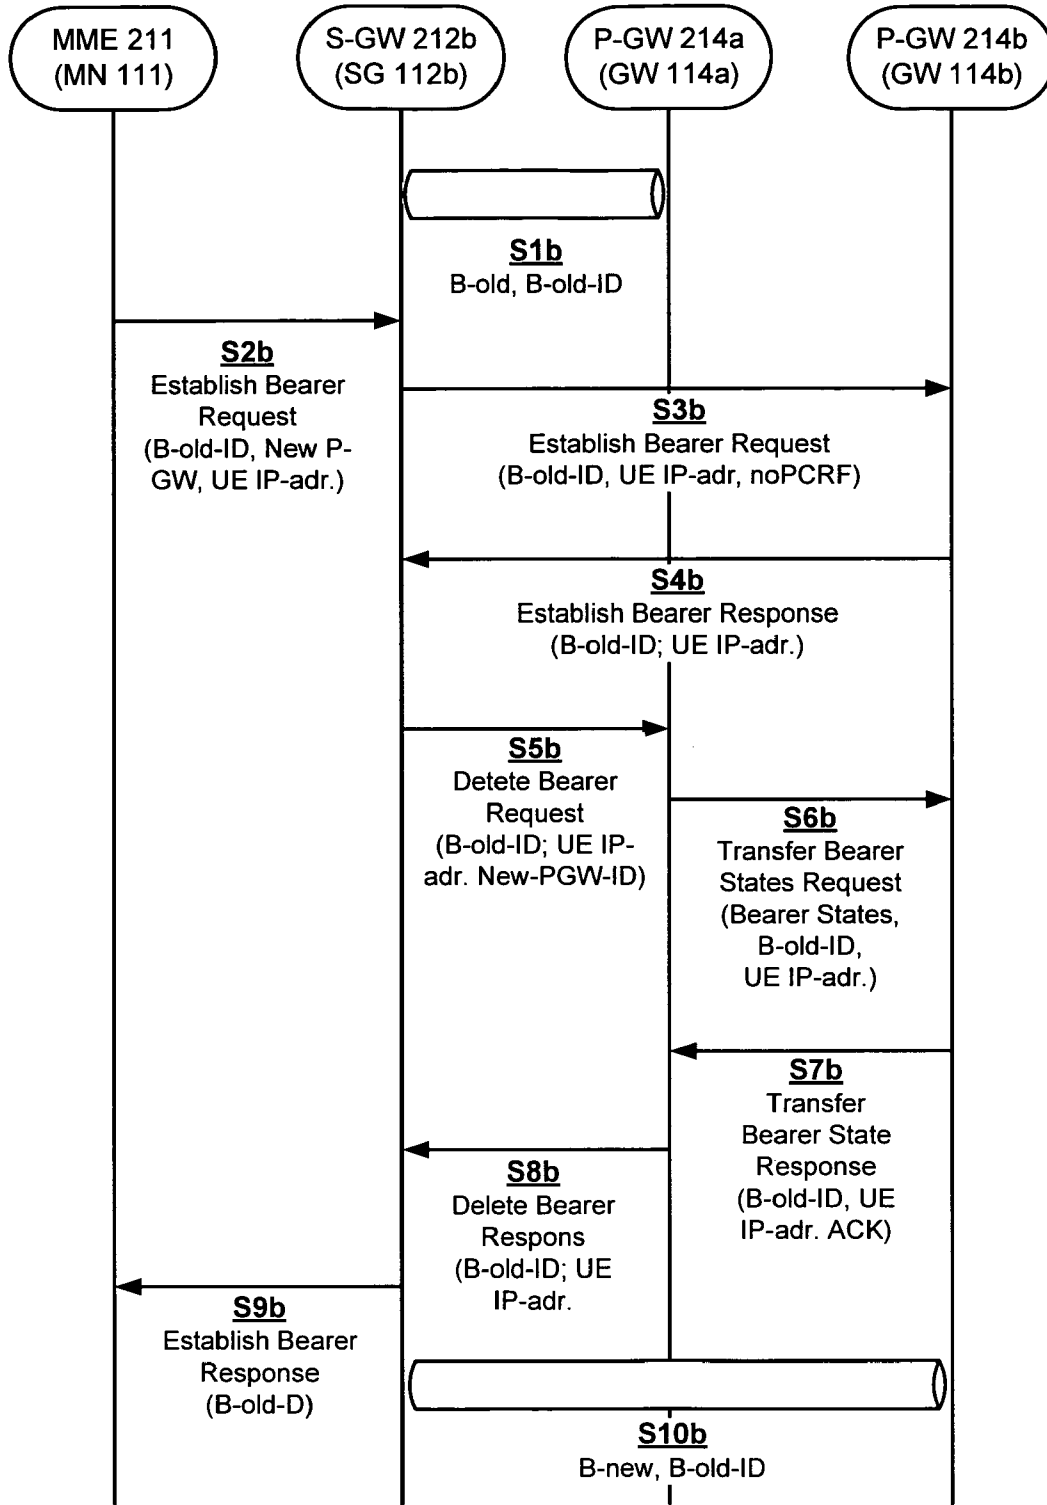 MME 211
(MN 111)
S-GW 212b
(SG 112b)
P-GW 214a
(GW 114a)
P-GW 214b
(GW 114b)
S1b
B-old, B-old-ID
S2b
Establish Bearer
Request
(B-old-ID, New P-
GW, UE IP-adr.)
S3b
Establish Bearer Request
(B-old-ID, UE IP-adr, noPCRF)
S4b
Establish Bearer Response
(B-old-ID; UE IP-adr.)
S5b
Detete Bearer
Request
(B-old-ID; UE IP-
adr. New-PGW-ID)
S6b
Transfer Bearer
States Request
(Bearer States,
B-old-ID,
UE IP-adr.)
S7b
Transfer
Bearer State
Response
(B-old-ID, UE
IP-adr. ACK)
S8b
Delete Bearer
Respons
(B-old-ID; UE
IP-adr.
S9b
Establish Bearer
Response
(B-old-D)
S10b
B-new, B-old-ID